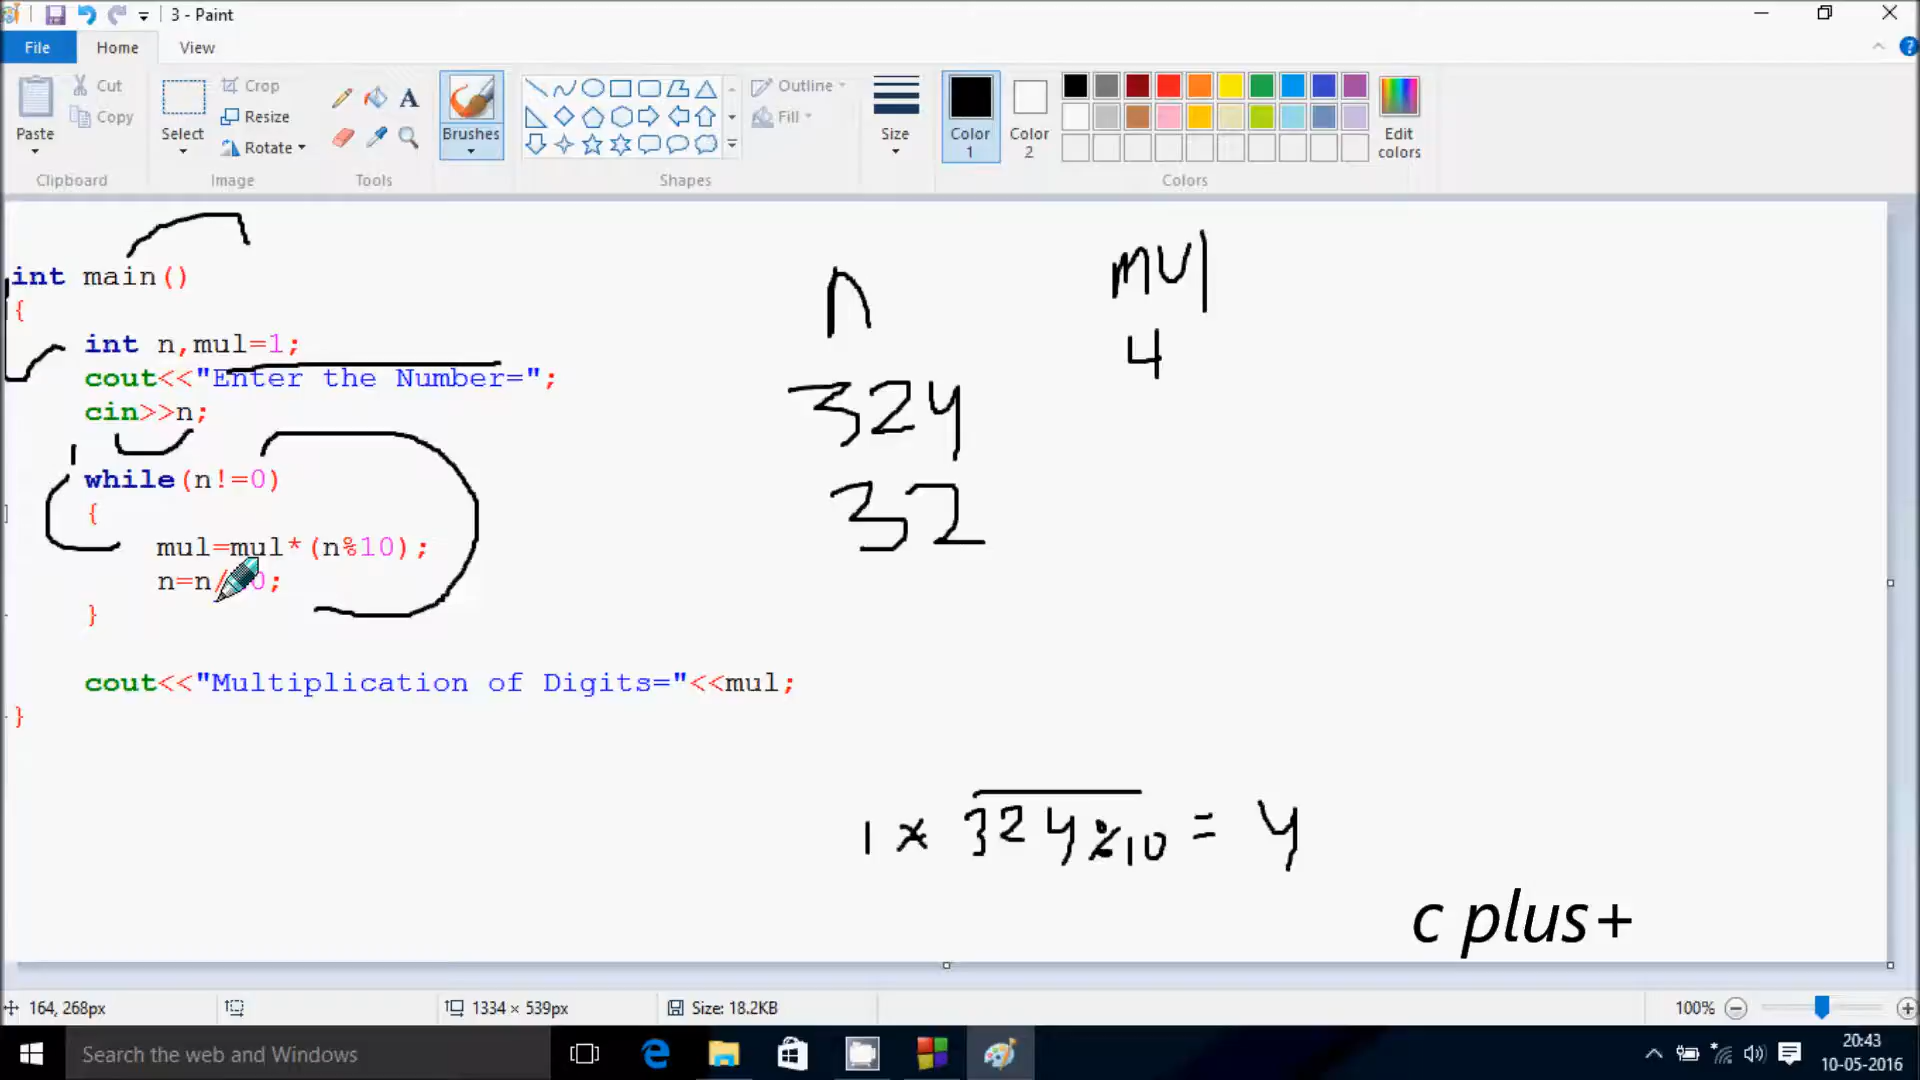 3 - Paint
File Home View
Paste
Cut
Copy
Clipboard
Select
Crop
Resize
Rotate
Image
A
Tools
Brushes
Shapes
Outline
Fill
Size
Color 1
Color 2
Edit colors
Colors
int main()
{
int n,mul=1;
cout<<"Enter the Number=";
cin>>n;
while(n!=0)
{
mul=mul*(n%10);
n=n/ 0;
}
cout<<"Multiplication of Digits="<<mul;
}
n
324
32
mul
4
1 × 324%10 = 4
c plus+
164, 268px
1334 × 539px
Size: 18.2KB
100%
Search the web and Windows
20:43
10-05-2016